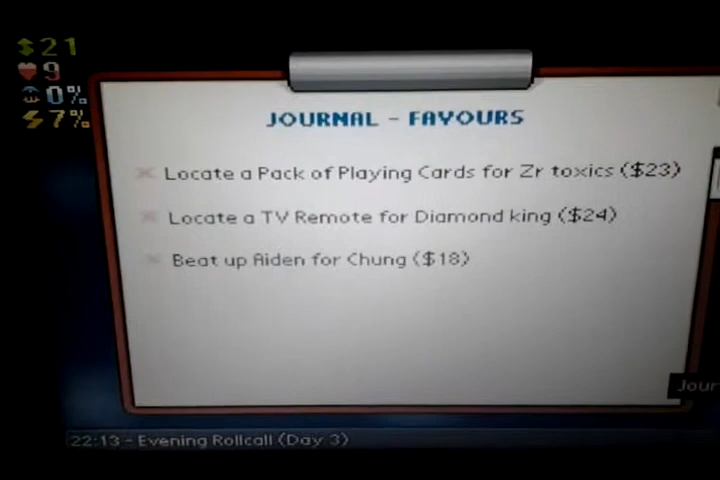 21
9
0%
7%
JOURNAL - FAVOURS
Locate a Pack of Playing Cards for Zr toxics ($23)
Locate a TV Remote for Diamond king ($24)
Beat up Aiden for Chung ($18)
Jour
22:13 - Evening Rollcall (Day 3)